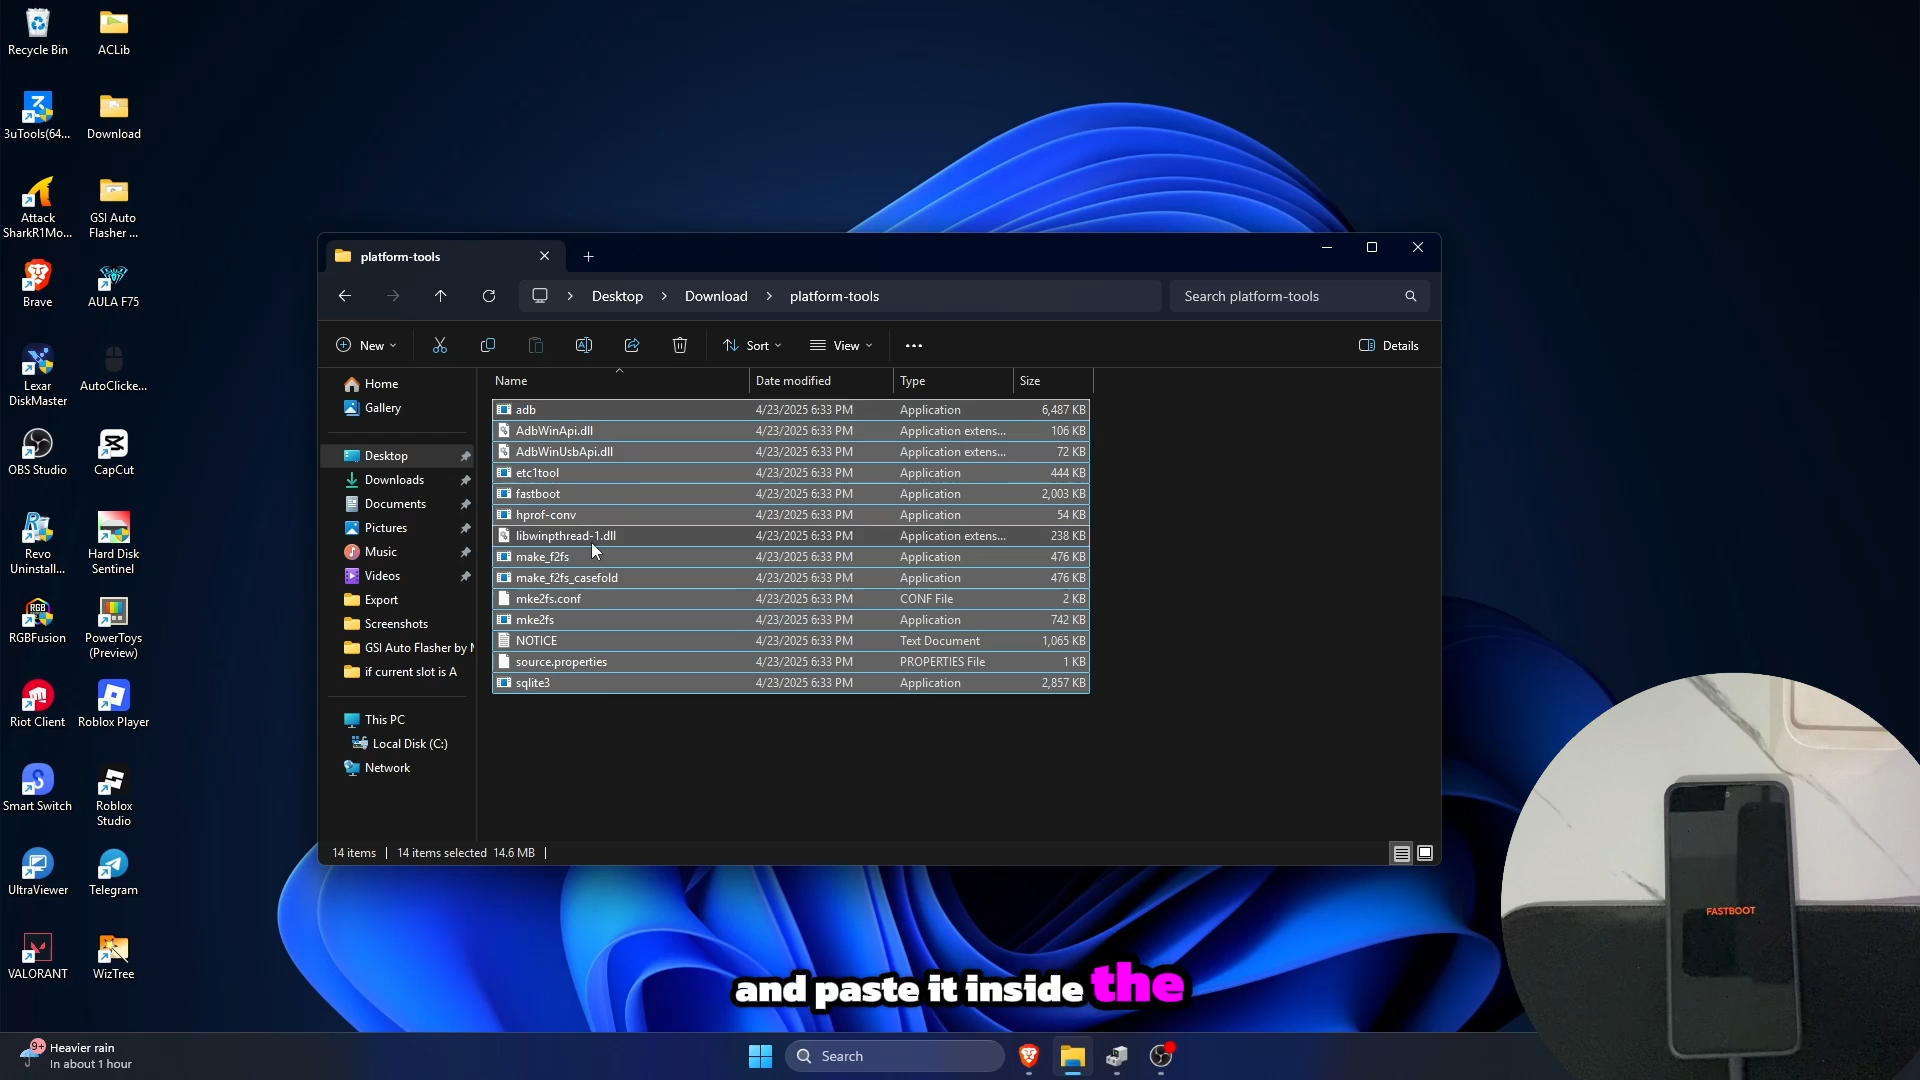 Recycle Bin
ACLib
3uTools(64...
Download
Attack
SharkR1Mo...
GSI Auto
Flasher ...
Brave
AULA F75
Lexar
DiskMaster
AutoClicke...
OBS Studio
CapCut
Revo
Uninstall...
Hard Disk
Sentinel
RGB
RGBFusion
PowerToys
(Preview)
Riot Client
Roblox Player
Smart Switch
Roblox
Studio
UltraViewer
Telegram
VALORANT
WizTree
platform-tools
Desktop > Download > platform-tools
Search platform-tools
New
Sort
View
Details
Home
Gallery
Desktop
Downloads
Documents
Pictures
Music
Videos
Export
Screenshots
GSI Auto Flasher by
if current slot is A
This PC
Local Disk (C:)
Network
Name Date modified Type Size
adb 4/23/2025 6:33 PM Application 6,487 KB
AdbWinApi.dll 4/23/2025 6:33 PM Application extens... 106 KB
AdbWinUsbApi.dll 4/23/2025 6:33 PM Application extens... 72 KB
etc1tool 4/23/2025 6:33 PM Application 444 KB
fastboot 4/23/2025 6:33 PM Application 2,003 KB
hprof-conv 4/23/2025 6:33 PM Application 54 KB
libwinpthread-1.dll 4/23/2025 6:33 PM Application extens... 238 KB
make_f2fs 4/23/2025 6:33 PM Application 476 KB
make_f2fs_casefold 4/23/2025 6:33 PM Application 476 KB
mke2fs.conf 4/23/2025 6:33 PM CONF File 2 KB
mke2fs 4/23/2025 6:33 PM Application 742 KB
NOTICE 4/23/2025 6:33 PM Text Document 1,065 KB
source.properties 4/23/2025 6:33 PM PROPERTIES File 1 KB
sqlite3 4/23/2025 6:33 PM Application 2,857 KB
14 items | 14 items selected 14.6 MB |
FASTBOOT
and paste it inside the
9+
Heavier rain
In about 1 hour
Search